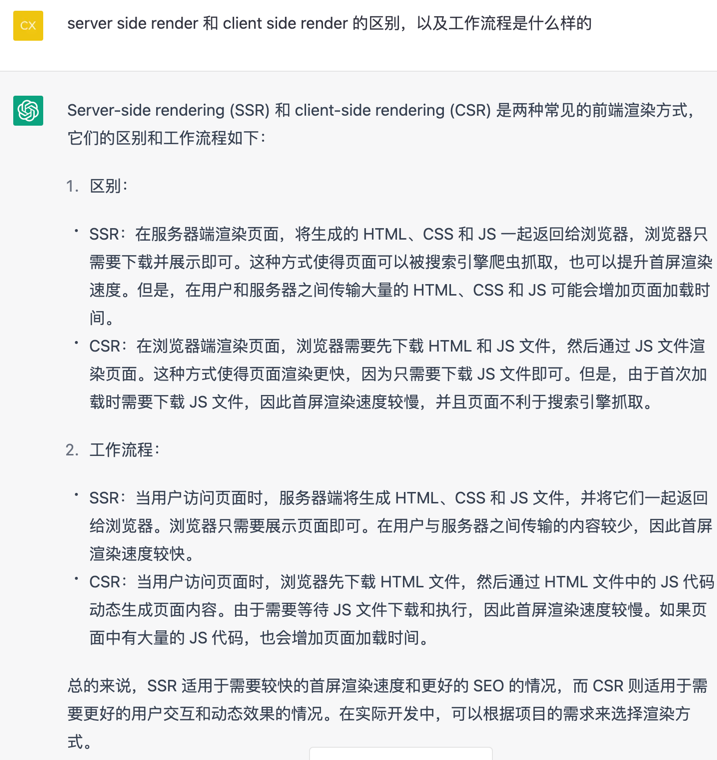 CX
server side render 和 client side render 的区别，以及工作流程是什么样的
Server-side rendering (SSR) 和 client-side rendering (CSR) 是两种常见的前端渲染方式，
它们的区别和工作流程如下：
1. 区别：
• SSR：在服务器端渲染页面，将生成的 HTML、CSS 和 JS 一起返回给浏览器，浏览器只
需要下载并展示即可。这种方式使得页面可以被搜索引擎爬虫抓取，也可以提升首屏渲染
速度。但是，在用户和服务器之间传输大量的 HTML、CSS 和 JS 可能会增加页面加载时
间。
• CSR：在浏览器端渲染页面，浏览器需要先下载 HTML 和 JS 文件，然后通过 JS 文件渲
染页面。这种方式使得页面渲染更快，因为只需要下载 JS 文件即可。但是，由于首次加
载时需要下载 JS 文件，因此首屏渲染速度较慢，并且页面不利于搜索引擎抓取。
2. 工作流程：
• SSR：当用户访问页面时，服务器端将生成 HTML、CSS 和 JS 文件，并将它们一起返回
给浏览器。浏览器只需要展示页面即可。在用户与服务器之间传输的内容较少，因此首屏
渲染速度较快。
• CSR：当用户访问页面时，浏览器先下载 HTML 文件，然后通过 HTML 文件中的 JS 代码
动态生成页面内容。由于需要等待 JS 文件下载和执行，因此首屏渲染速度较慢。如果页
面中有大量的 JS 代码，也会增加页面加载时间。
总的来说，SSR 适用于需要较快的首屏渲染速度和更好的 SEO 的情况，而 CSR 则适用于需
要更好的用户交互和动态效果的情况。在实际开发中，可以根据项目的需求来选择渲染方
式。